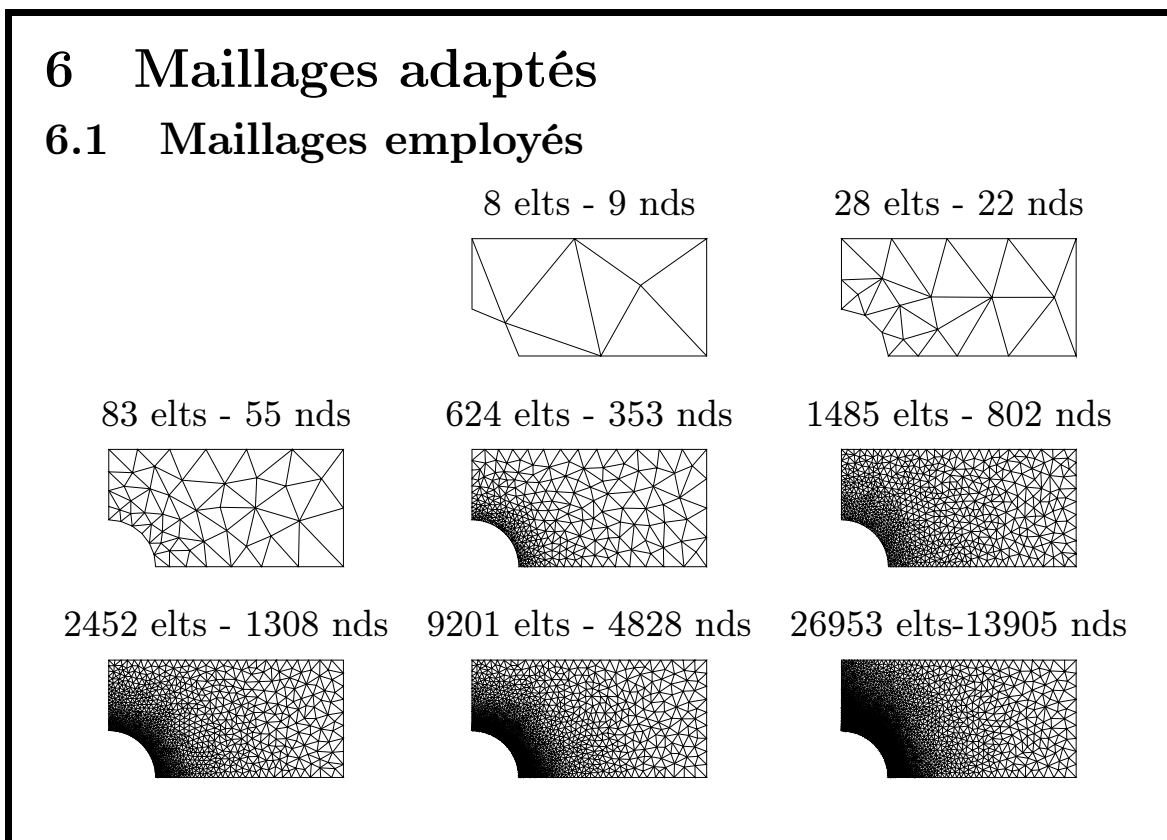 6 Maillages adaptés
6.1 Maillages employés
8 elts - 9 nds
28 elts - 22 nds
83 elts - 55 nds
624 elts - 353 nds
1485 elts - 802 nds
2452 elts - 1308 nds
9201 elts - 4828 nds
26953 elts-13905 nds